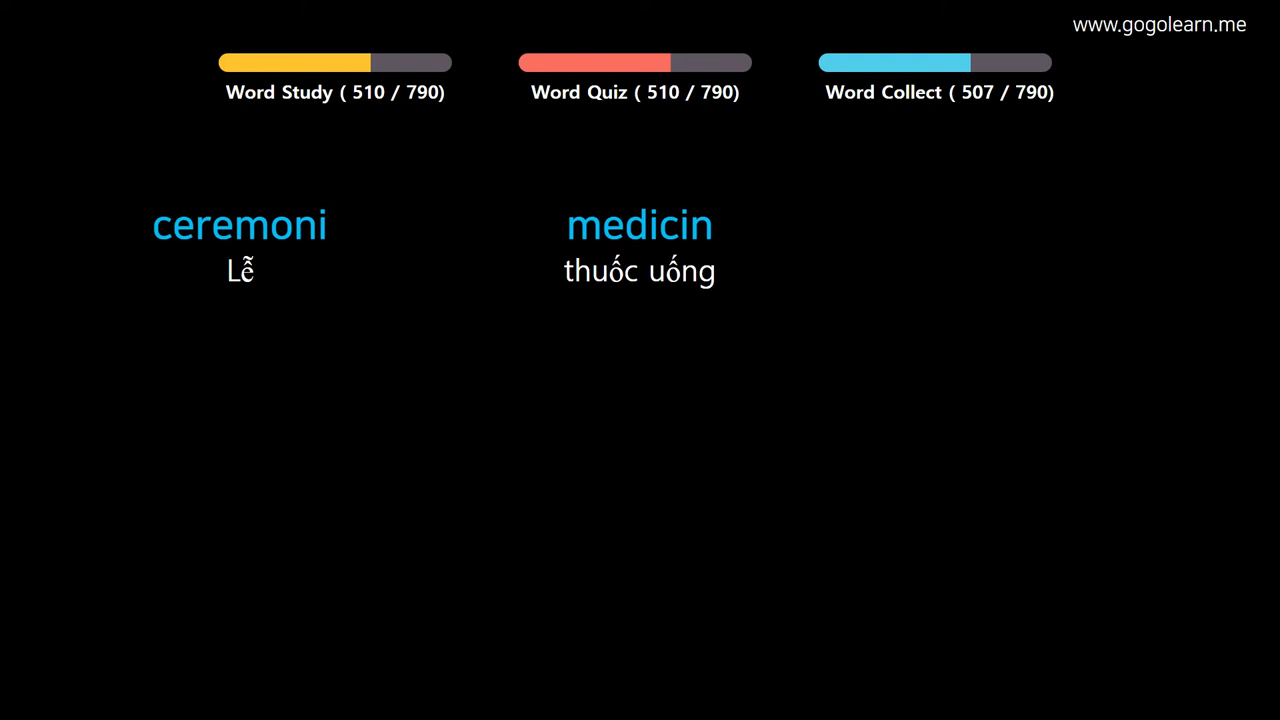 www.gogolearn.me
Word Study ( 510 / 790)
Word Quiz ( 510 / 790)
Word Collect ( 507 / 790)
ceremoni
Lễ
medicin
thuốc uống